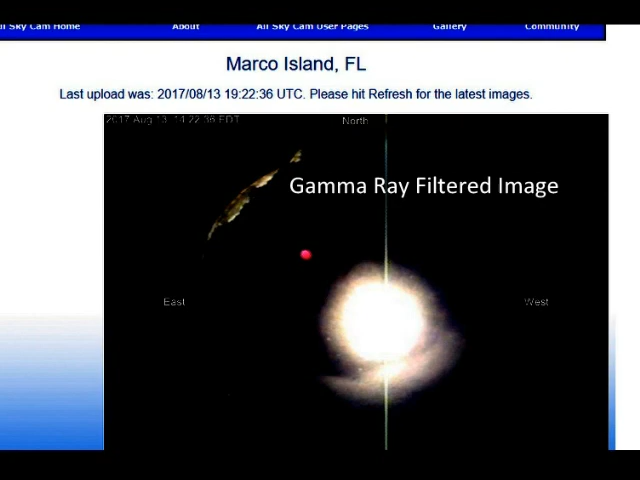 Sky Cam Home About All Sky Cam User Pages Gallery Community
Marco Island, FL
Last upload was: 2017/08/13 19:22:36 UTC. Please hit Refresh for the latest images.
2017 Aug 13 14:22:36 EDT North
Gamma Ray Filtered Image
East West